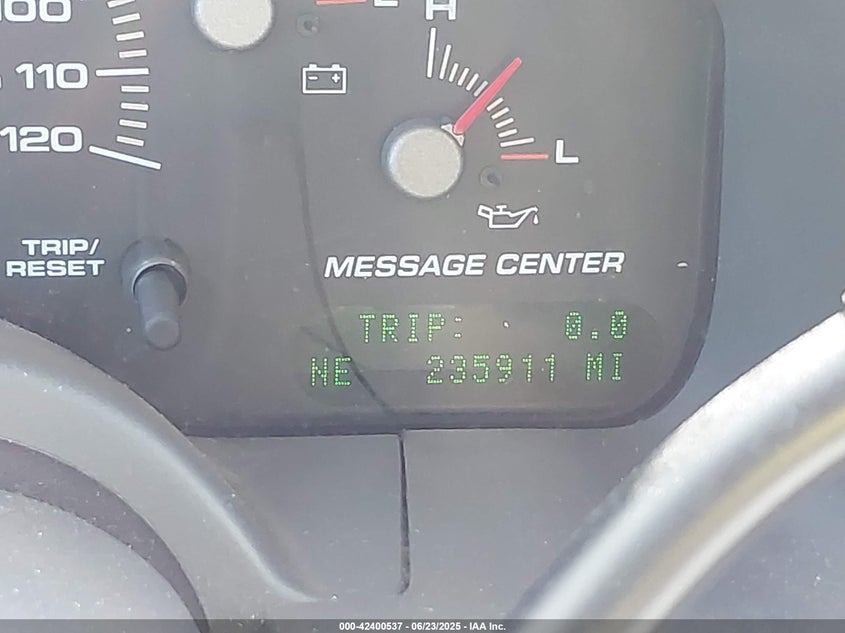 100
110
120
H
L
TRIP/
RESET
MESSAGE CENTER
TRIP: 0.0
NE 235911 MI
000-42400537 - 06/23/2025 - IAA Inc.